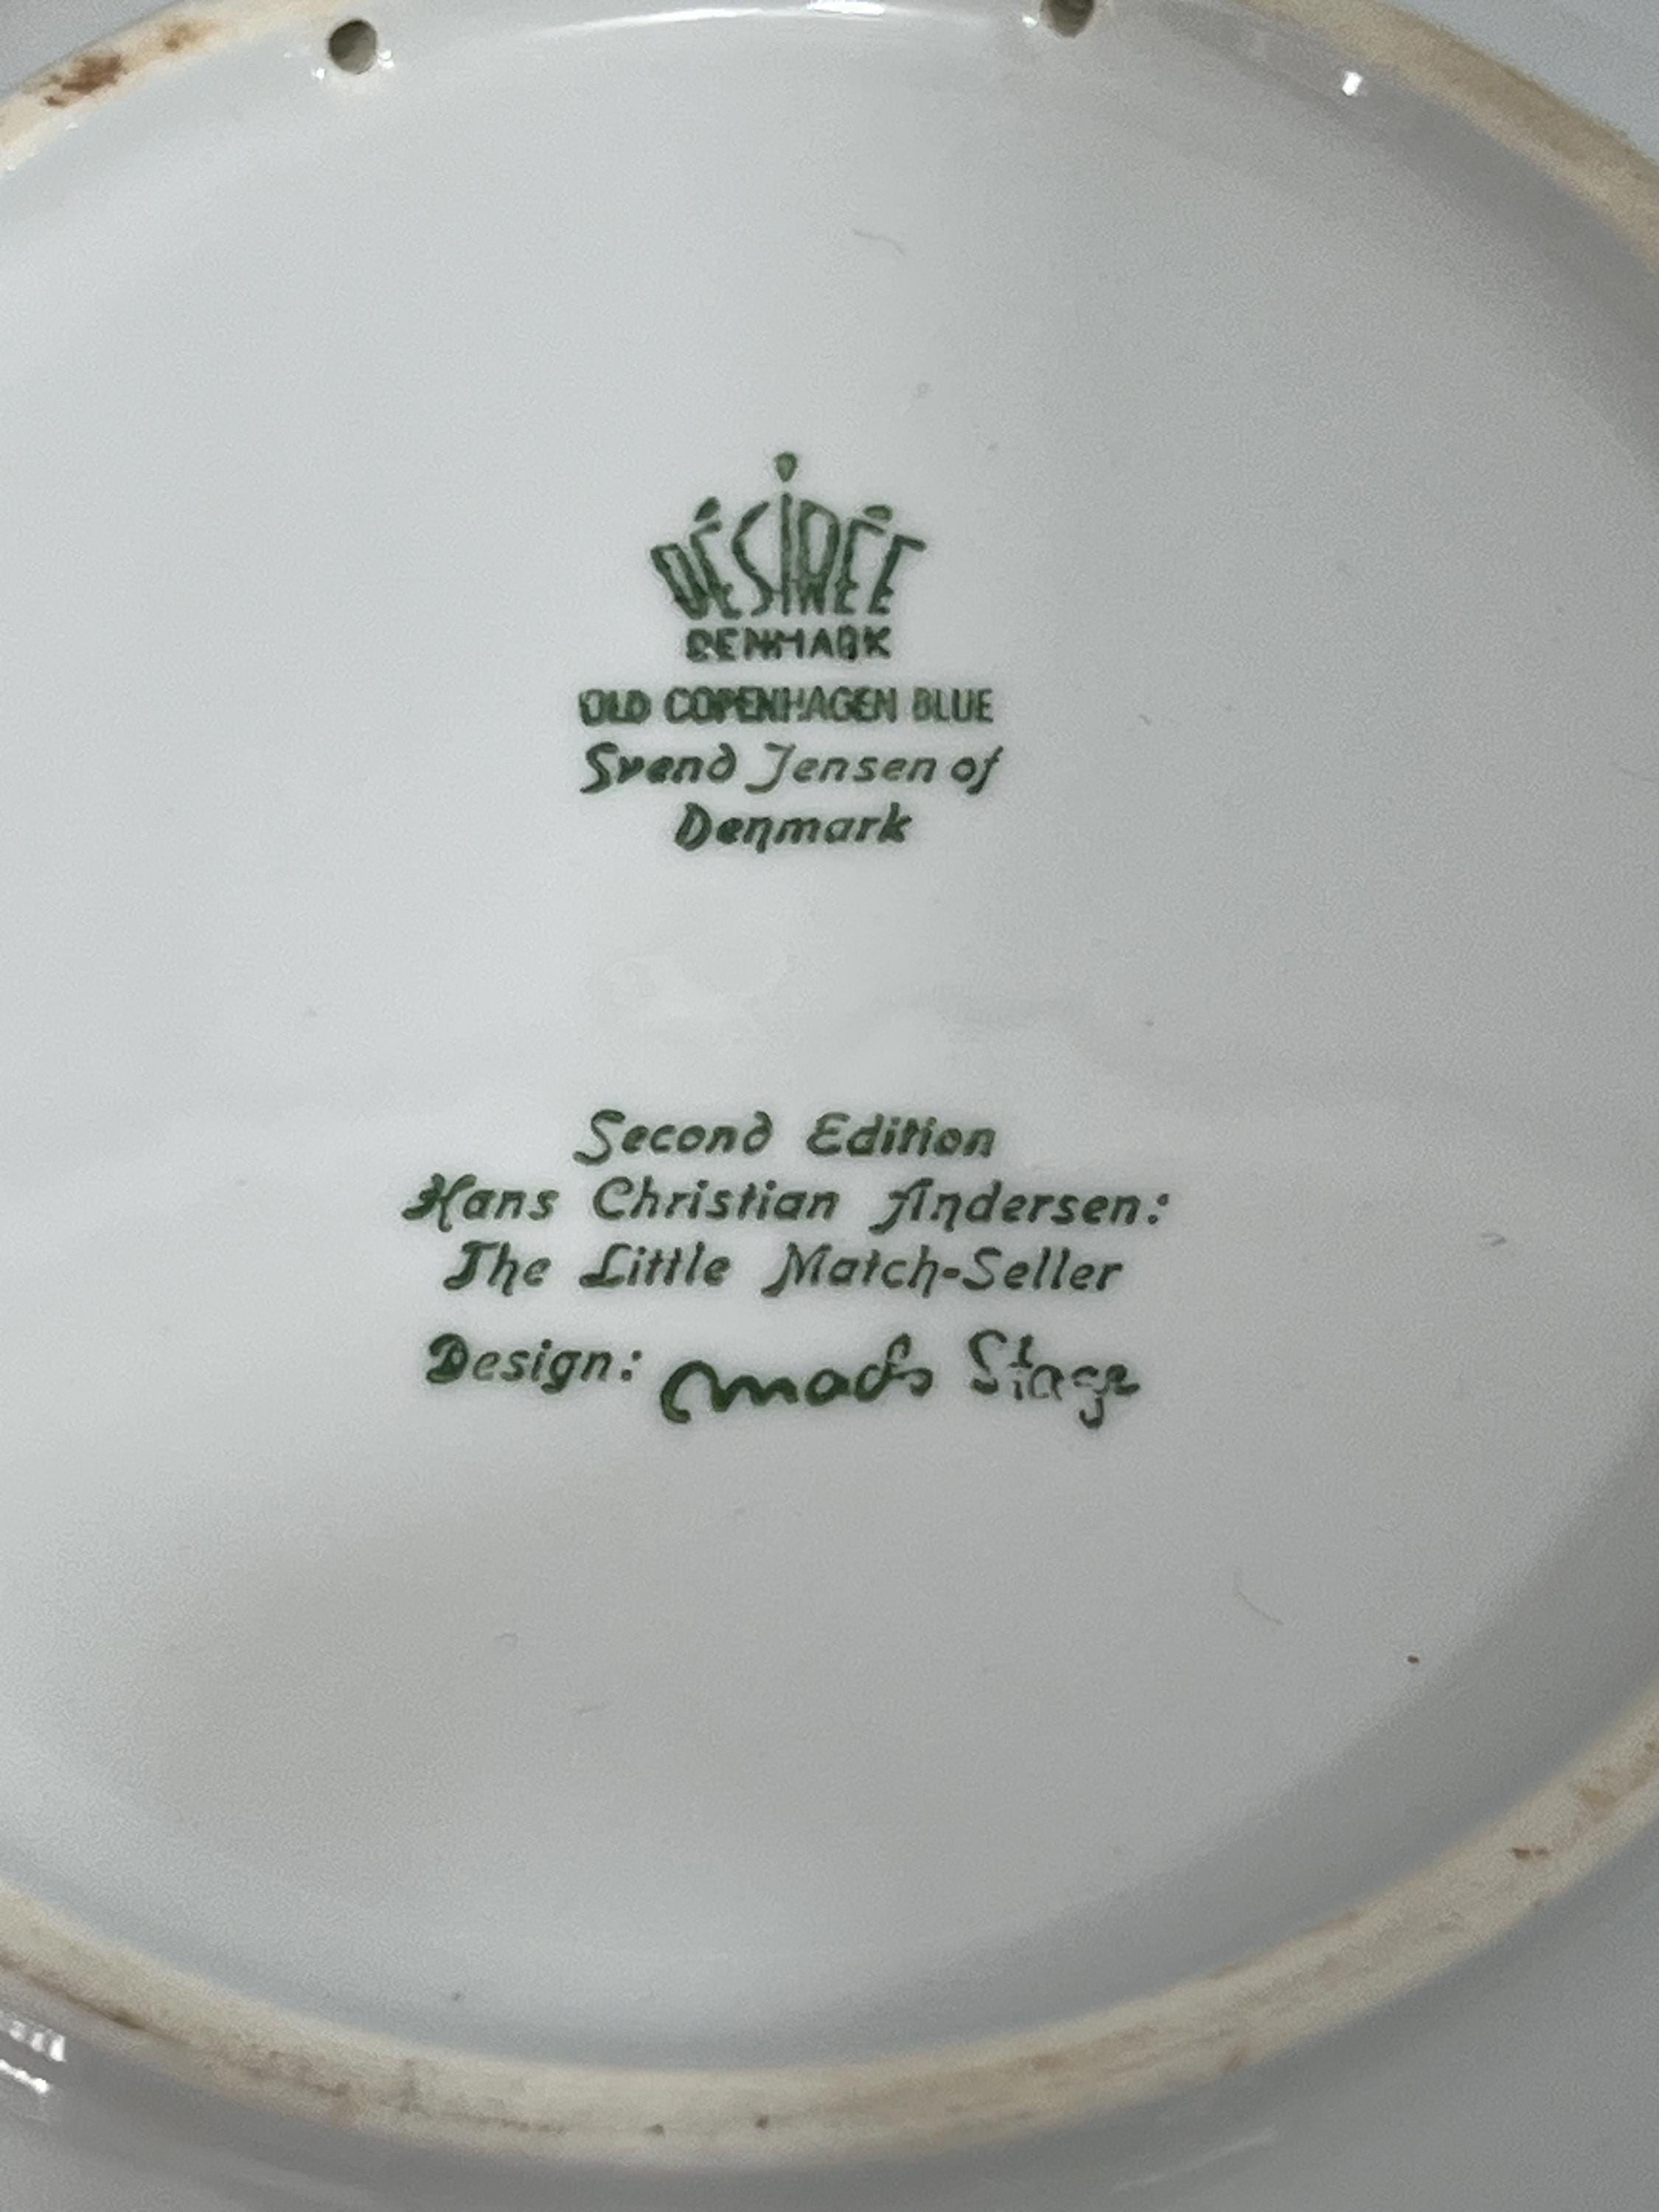 DÉSIRÉE
DENMARK
OLD COPENHAGEN BLUE
Svend Jensen of
Denmark
Second Edition
Hans Christian Andersen:
The Little Match-Seller
Design: Mads Stage